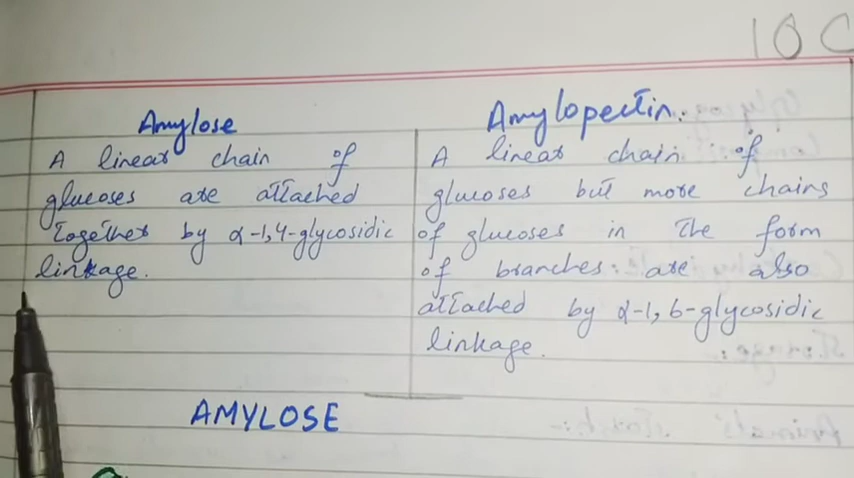 10C
Amylose
A linear chain of
glucoses are attached
together by α-1,4-glycosidic
linkage.
Amylopectin:
A linear chain of
glucoses but more chains
of glucoses in the form
of branches are also
attached by α-1,6-glycosidic
linkage.
AMYLOSE